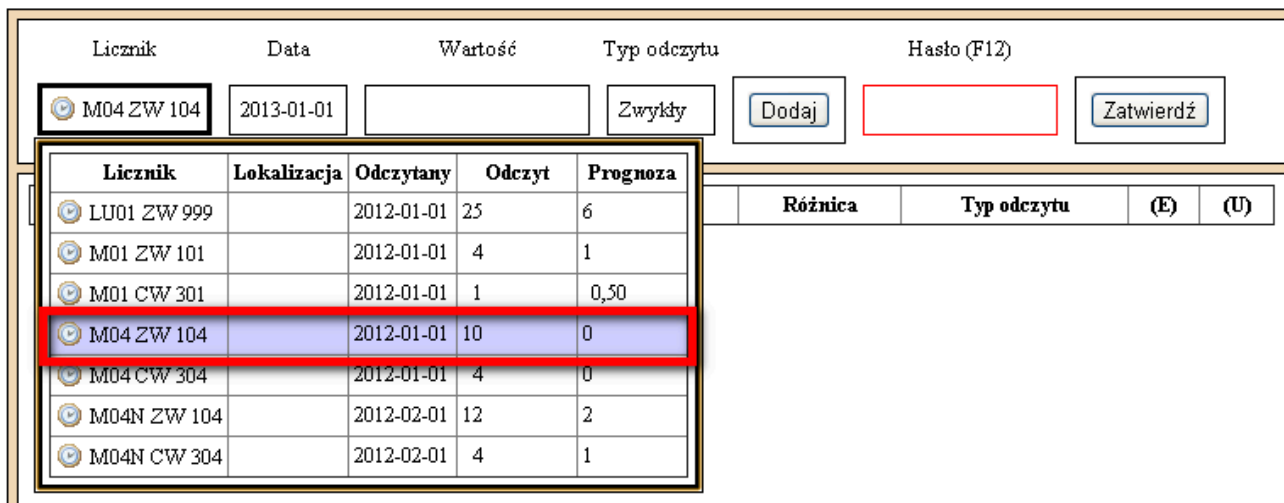 Licznik Data Wartość Typ odczytu Hasło (F12)
M04 ZW 104 2013-01-01 Zwykły Dodaj Zatwierdź
Licznik Lokalizacja Odczytany Odczyt Prognoza
Różnica Typ odczytu (E) (U)
LU01 ZW 999 2012-01-01 25 6
M01 ZW 101 2012-01-01 4 1
M01 CW 301 2012-01-01 1 0,50
M04 ZW 104 2012-01-01 10 0
M04 CW 304 2012-01-01 4 0
M04N ZW 104 2012-02-01 12 2
M04N CW 304 2012-02-01 4 1